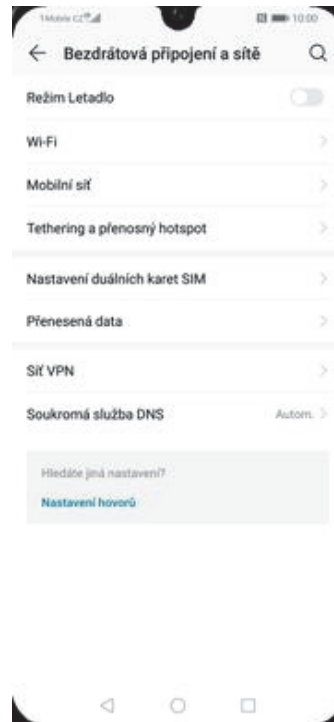 T-Mobile CZ 10:00
Bezdrátová připojení a sítě
Režim Letadlo
Wi-Fi
Mobilní síť
Tethering a přenosný hotspot
Nastavení duálních karet SIM
Přenesená data
Síť VPN
Soukromá služba DNS Autom.
Hledáte jiná nastavení?
Nastavení hovorů